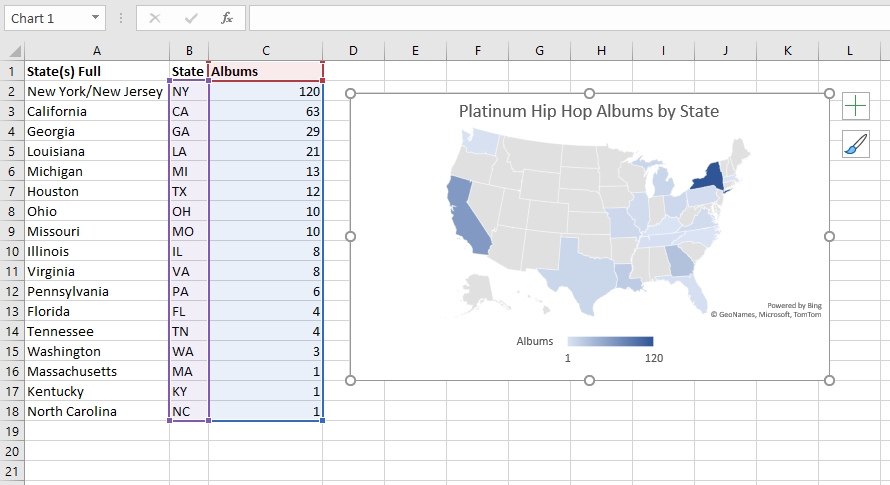 Chart 1 fx
A B C D E F G H I J K L
1 State(s) Full State Albums
2 New York/New Jersey NY 120
3 California CA 63
4 Georgia GA 29
5 Louisiana LA 21
6 Michigan MI 13
7 Houston TX 12
8 Ohio OH 10
9 Missouri MO 10
10 Illinois IL 8
11 Virginia VA 8
12 Pennsylvania PA 6
13 Florida FL 4
14 Tennessee TN 4
15 Washington WA 3
16 Massachusetts MA 1
17 Kentucky KY 1
18 North Carolina NC 1
19
20
21
Platinum Hip Hop Albums by State
Powered by Bing
© GeoNames, Microsoft, TomTom
Albums
1 120